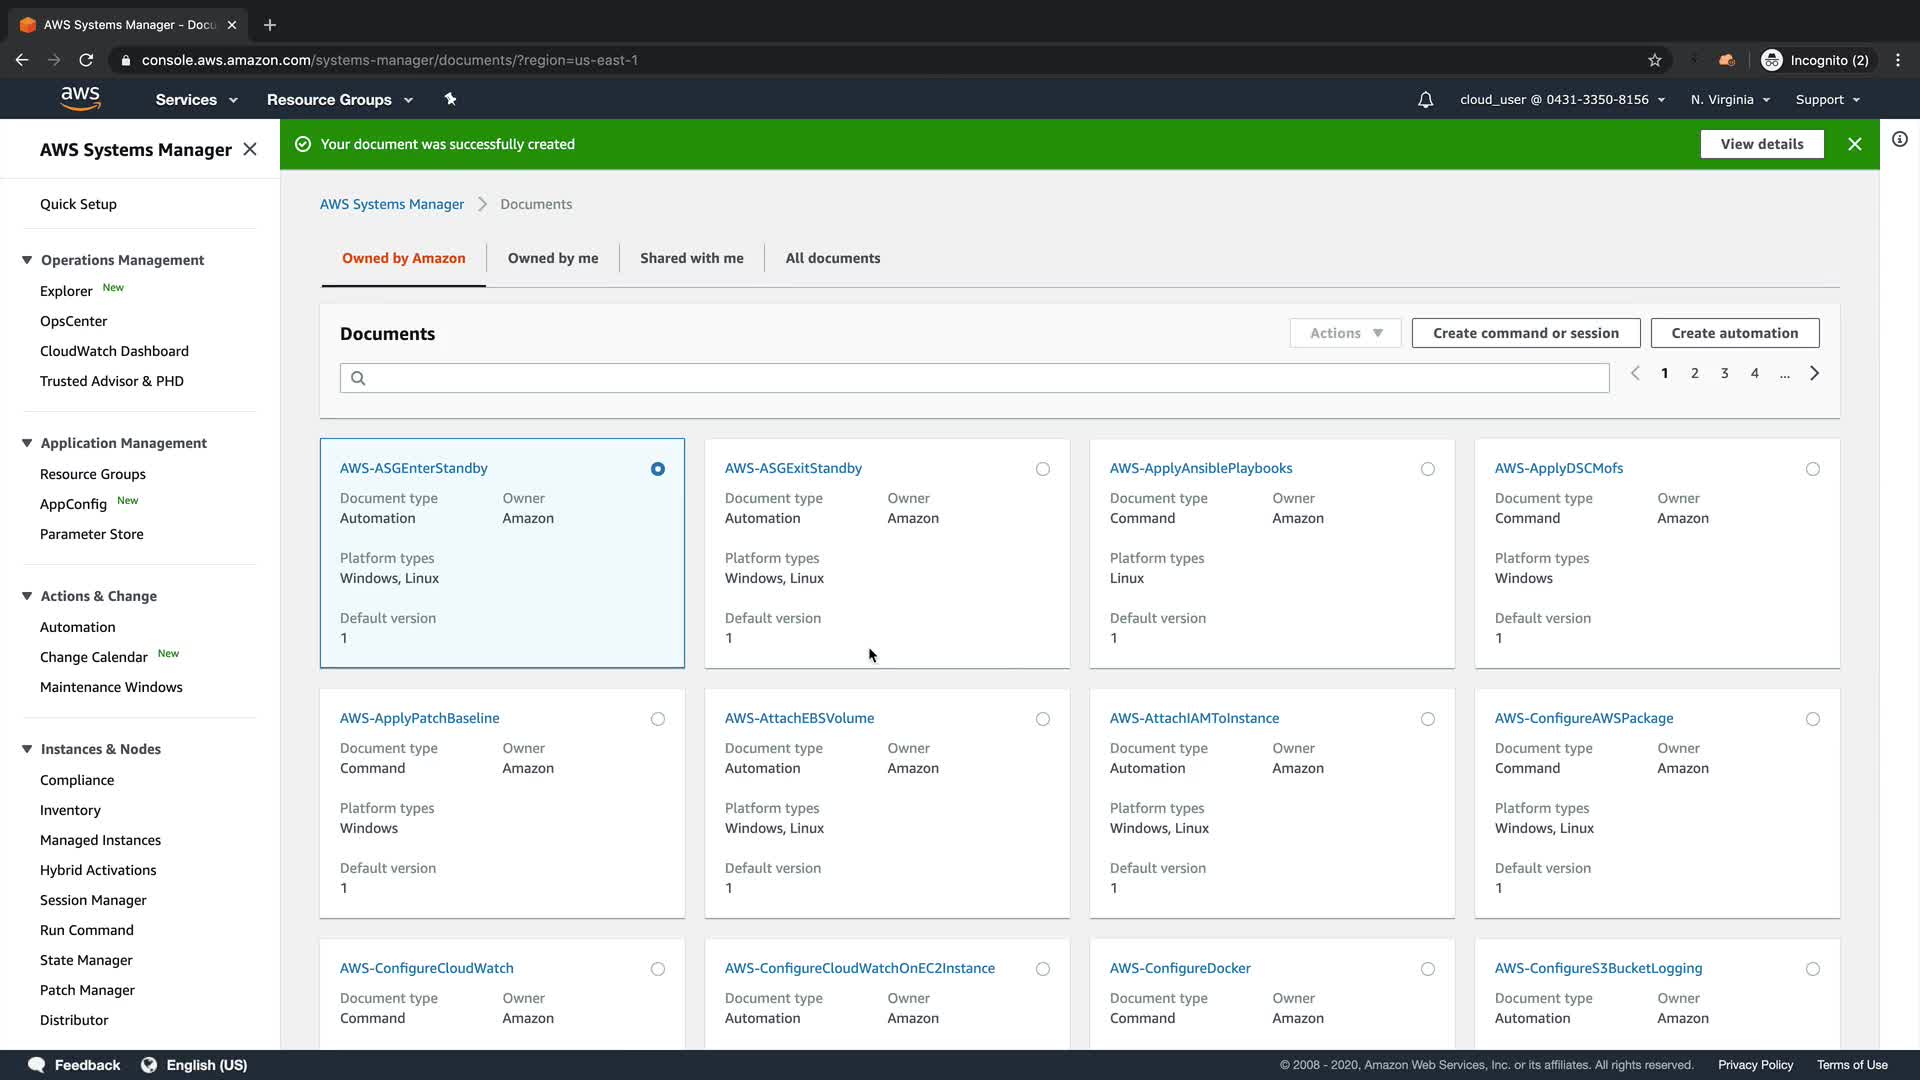 AWS Systems Manager - Docu
console.aws.amazon.com/systems-manager/documents/?region=us-east-1
Incognito (2)
aws
Services
Resource Groups
cloud_user @ 0431-3350-8156
N. Virginia
Support
AWS Systems Manager
Your document was successfully created
View details
Quick Setup
Operations Management
Explorer New
OpsCenter
CloudWatch Dashboard
Trusted Advisor & PHD
Application Management
Resource Groups
AppConfig New
Parameter Store
Actions & Change
Automation
Change Calendar New
Maintenance Windows
Instances & Nodes
Compliance
Inventory
Managed Instances
Hybrid Activations
Session Manager
Run Command
State Manager
Patch Manager
Distributor
AWS Systems Manager > Documents
Owned by Amazon
Owned by me
Shared with me
All documents
Documents
Actions
Create command or session
Create automation
1 2 3 4 ...
AWS-ASGEnterStandby
Document type Owner
Automation Amazon
Platform types
Windows, Linux
Default version
1
AWS-ASGExitStandby
Document type Owner
Automation Amazon
Platform types
Windows, Linux
Default version
1
AWS-ApplyAnsiblePlaybooks
Document type Owner
Command Amazon
Platform types
Linux
Default version
1
AWS-ApplyDSCMofs
Document type Owner
Command Amazon
Platform types
Windows
Default version
1
AWS-ApplyPatchBaseline
Document type Owner
Command Amazon
Platform types
Windows
Default version
1
AWS-AttachEBSVolume
Document type Owner
Automation Amazon
Platform types
Windows, Linux
Default version
1
AWS-AttachIAMToInstance
Document type Owner
Automation Amazon
Platform types
Windows, Linux
Default version
1
AWS-ConfigureAWSPackage
Document type Owner
Command Amazon
Platform types
Windows, Linux
Default version
1
AWS-ConfigureCloudWatch
Document type Owner
Command Amazon
AWS-ConfigureCloudWatchOnEC2Instance
Document type Owner
Automation Amazon
AWS-ConfigureDocker
Document type Owner
Command Amazon
AWS-ConfigureS3BucketLogging
Document type Owner
Automation Amazon
Feedback
English (US)
© 2008 - 2020, Amazon Web Services, Inc. or its affiliates. All rights reserved.
Privacy Policy
Terms of Use